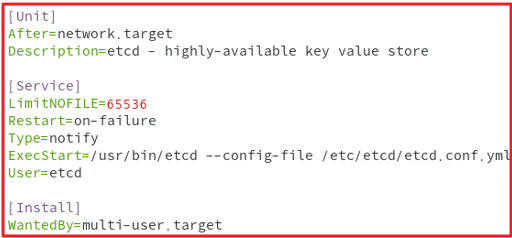 [Unit]
After=network.target
Description=etcd - highly-available key value store
[Service]
LimitNOFILE=65536
Restart=on-failure
Type=notify
ExecStart=/usr/bin/etcd --config-file /etc/etcd/etcd.conf.yml
User=etcd
[Install]
WantedBy=multi-user.target